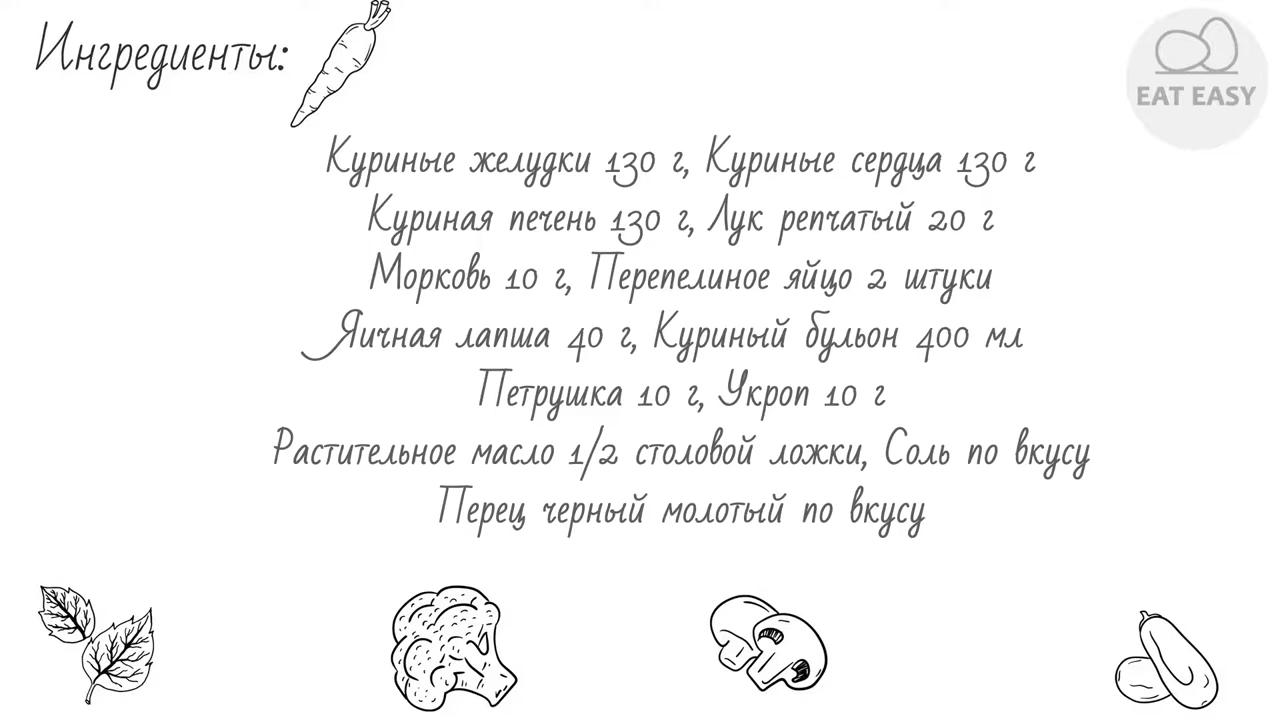 Ингредиенты:
EAT EASY
Куриные желудки 130 г, Куриные сердца 130 г
Куриная печень 130 г, Лук репчатый 20 г
Морковь 10 г, Перепелиное яйцо 2 штуки
Яичная лапша 40 г, Куриный бульон 400 мл
Петрушка 10 г, Укроп 10 г
Растительное масло 1/2 столовой ложки, Соль по вкусу
Перец черный молотый по вкусу